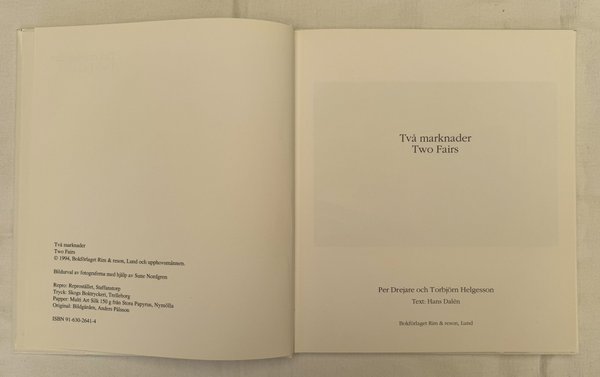 Två marknader
Two Fairs
© 1994, Bokförlaget Rim & reson, Lund och upphovsmännen.
Bildurval av fotograferna med hjälp av Sune Nordgren
Repro: Reprostället, Staffanstorp
Tryck: Skogs Boktryckeri, Trelleborg
Papper: Multi Art Silk 150 g från Stora Papyrus, Nymölla
Original: Bildgården, Anders Pålsson
ISBN 91-630-2641-4
Två marknader
Two Fairs
Per Drejare och Torbjörn Helgesson
Text: Hans Dalén
Bokförlaget Rim & reson, Lund